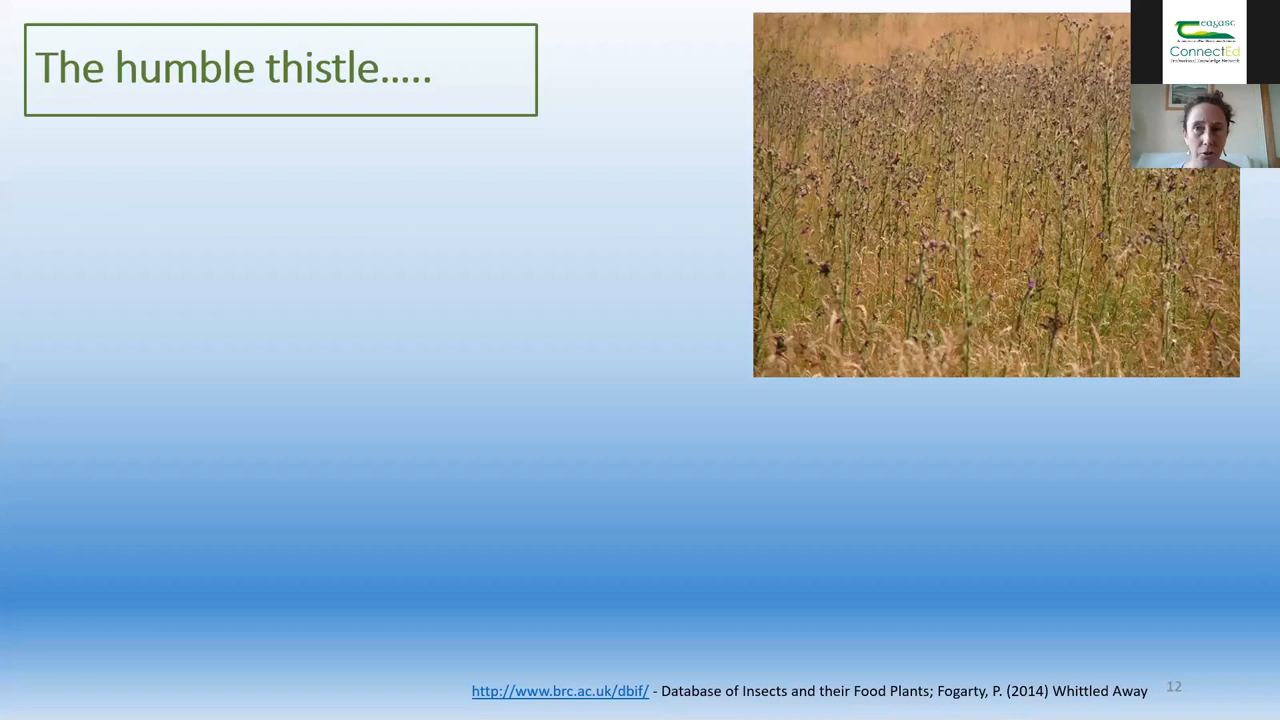 The humble thistle.....
eagasc
ConnectEd
http://www.brc.ac.uk/dbif/ - Database of Insects and their Food Plants; Fogarty, P. (2014) Whittled Away
12